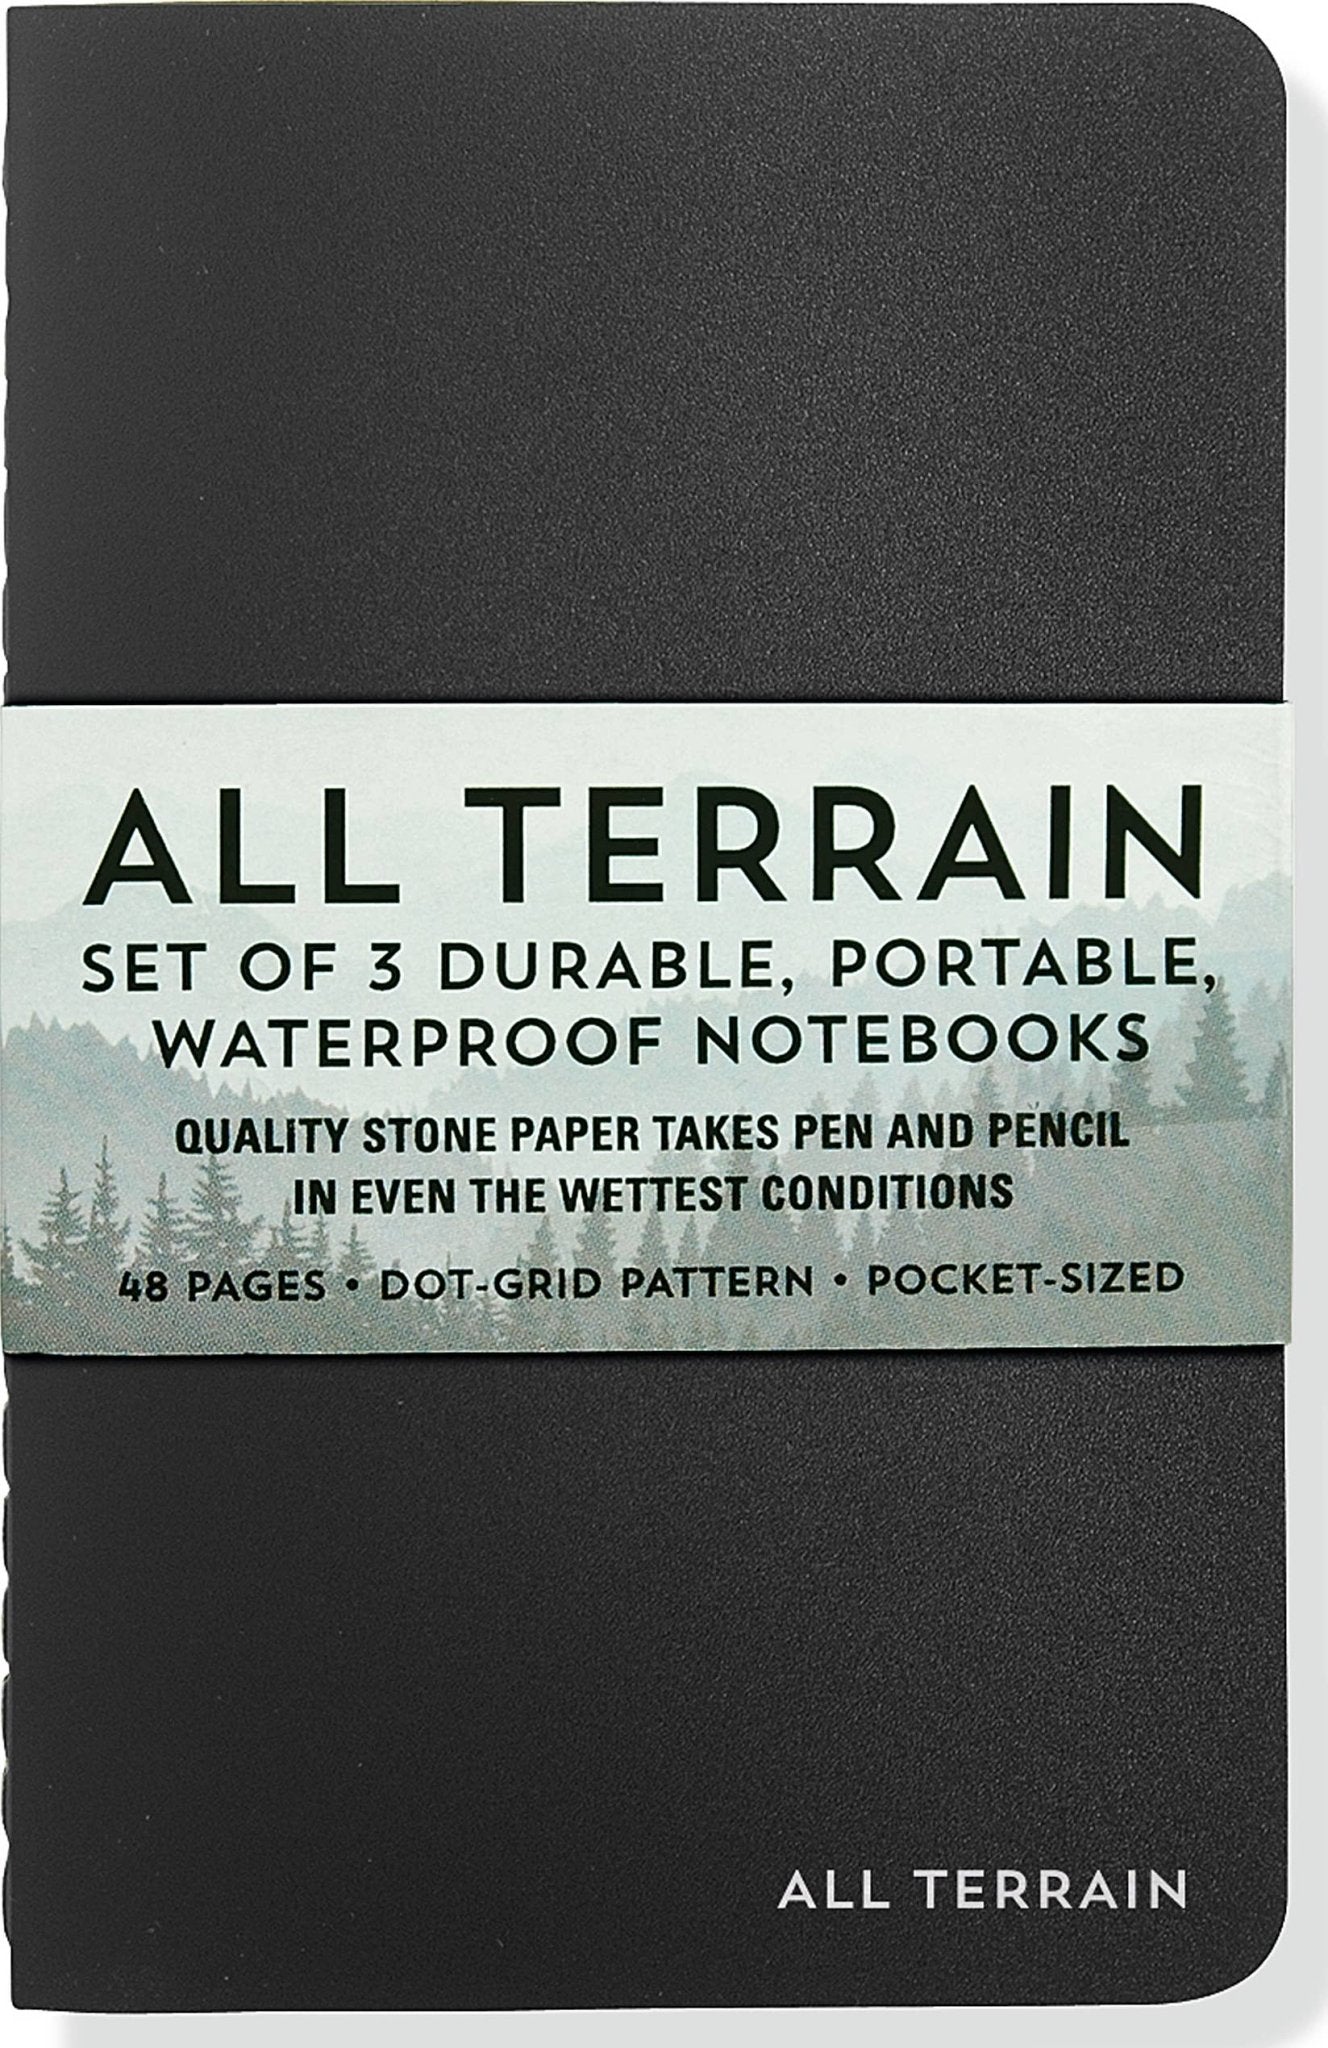 ALL TERRAIN
SET OF 3 DURABLE, PORTABLE,
WATERPROOF NOTEBOOKS
QUALITY STONE PAPER TAKES PEN AND PENCIL
IN EVEN THE WETTEST CONDITIONS
48 PAGES • DOT-GRID PATTERN • POCKET-SIZED
ALL TERRAIN